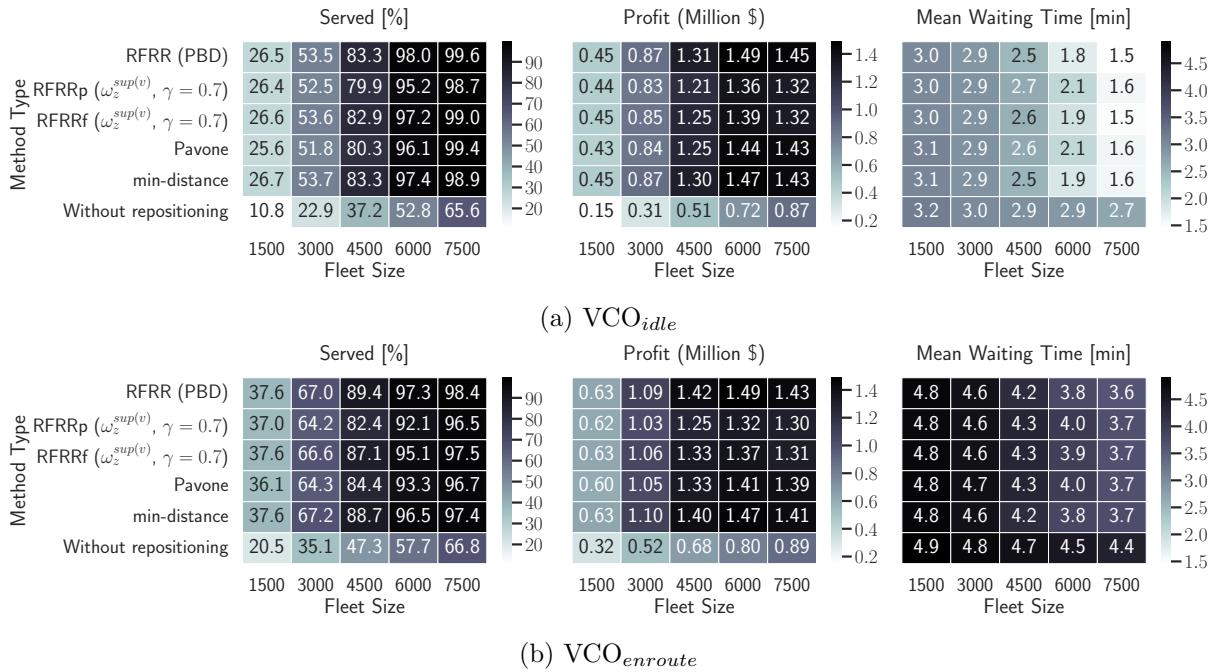 Served [%]
Profit (Million $)
Mean Waiting Time [min]
Method Type
RFRR (PBD) 26.5 53.5 83.3 98.0 99.6 0.45 0.87 1.31 1.49 1.45 3.0 2.9 2.5 1.8 1.5
RFRRp (ω_z^{sup(v)}, γ = 0.7) 26.4 52.5 79.9 95.2 98.7 0.44 0.83 1.21 1.36 1.32 3.0 2.9 2.7 2.1 1.6
RFRRf (ω_z^{sup(v)}, γ = 0.7) 26.6 53.6 82.9 97.2 99.0 0.45 0.85 1.25 1.39 1.32 3.0 2.9 2.6 1.9 1.5
Pavone 25.6 51.8 80.3 96.1 99.4 0.43 0.84 1.25 1.44 1.43 3.1 2.9 2.6 2.1 1.6
min-distance 26.7 53.7 83.3 97.4 98.9 0.45 0.87 1.30 1.47 1.43 3.1 2.9 2.5 1.9 1.6
Without repositioning 10.8 22.9 37.2 52.8 65.6 0.15 0.31 0.51 0.72 0.87 3.2 3.0 2.9 2.9 2.7
1500 3000 4500 6000 7500
Fleet Size
90
80
70
60
50
40
30
20
1500 3000 4500 6000 7500
Fleet Size
1.4
1.2
1.0
0.8
0.6
0.4
0.2
1500 3000 4500 6000 7500
Fleet Size
4.5
4.0
3.5
3.0
2.5
2.0
1.5
(a) VCO_{idle}
Served [%]
Profit (Million $)
Mean Waiting Time [min]
Method Type
RFRR (PBD) 37.6 67.0 89.4 97.3 98.4 0.63 1.09 1.42 1.49 1.43 4.8 4.6 4.2 3.8 3.6
RFRRp (ω_z^{sup(v)}, γ = 0.7) 37.0 64.2 82.4 92.1 96.5 0.62 1.03 1.25 1.32 1.30 4.8 4.6 4.3 4.0 3.7
RFRRf (ω_z^{sup(v)}, γ = 0.7) 37.6 66.6 87.1 95.1 97.5 0.63 1.06 1.33 1.37 1.31 4.8 4.6 4.3 3.9 3.7
Pavone 36.1 64.3 84.4 93.3 96.7 0.60 1.05 1.33 1.41 1.39 4.8 4.7 4.3 4.0 3.7
min-distance 37.6 67.2 88.7 96.5 97.4 0.63 1.10 1.40 1.47 1.41 4.8 4.6 4.2 3.8 3.7
Without repositioning 20.5 35.1 47.3 57.7 66.8 0.32 0.52 0.68 0.80 0.89 4.9 4.8 4.7 4.5 4.4
1500 3000 4500 6000 7500
Fleet Size
90
80
70
60
50
40
30
20
1500 3000 4500 6000 7500
Fleet Size
1.4
1.2
1.0
0.8
0.6
0.4
0.2
1500 3000 4500 6000 7500
Fleet Size
4.5
4.0
3.5
3.0
2.5
2.0
1.5
(b) VCO_{enroute}